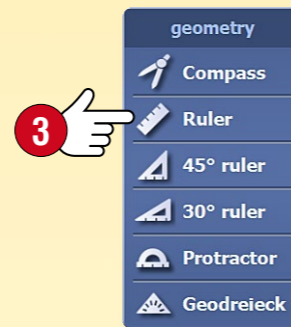 geometry
Compass
3
Ruler
45° ruler
30° ruler
Protractor
Geodreieck